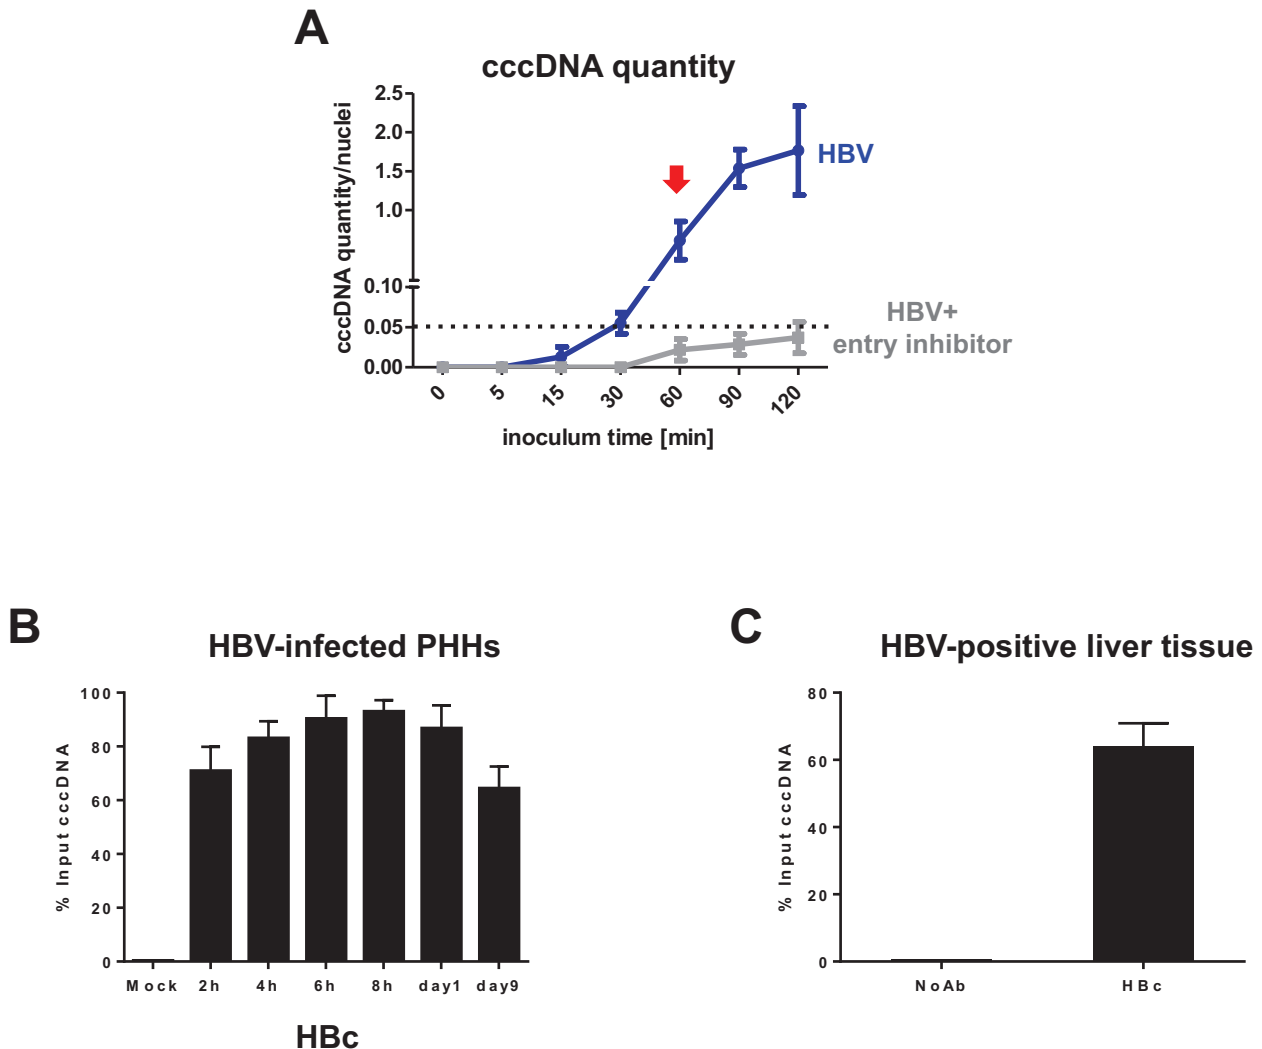 A
cccDNA quantity
cccDNA quantity/nuclei
2.5
2.0
1.5
1.0
0.10
0.05
0.00
HBV
HBV+
entry inhibitor
0 5 15 30 60 90 120
inoculum time [min]
B
HBV-infected PHHs
% Input cccDNA
100
80
60
40
20
0
Mock 2h 4h 6h 8h day1 day9
HBc
C
HBV-positive liver tissue
% Input cccDNA
80
60
40
20
0
NoAb HBc